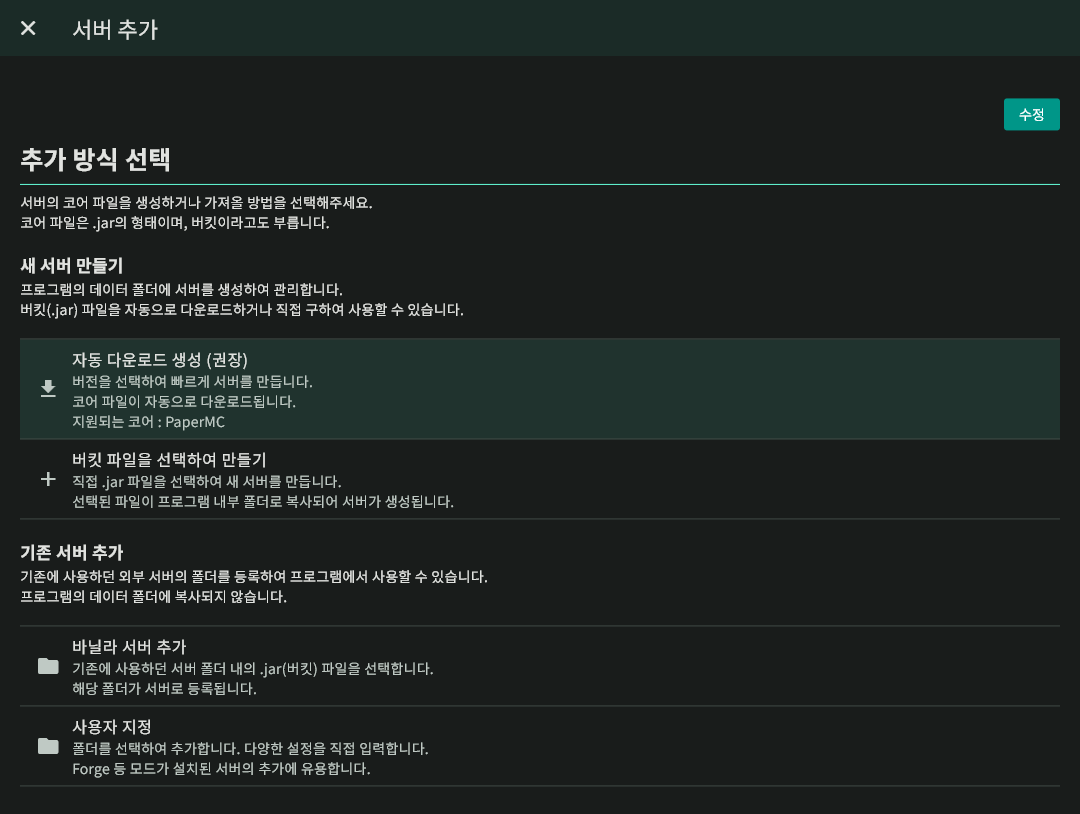 서버 추가
수정
추가 방식 선택
서버의 코어 파일을 생성하거나 가져올 방법을 선택해주세요.
코어 파일은 .jar의 형태이며, 버킷이라고도 부릅니다.
새 서버 만들기
프로그램의 데이터 폴더에 서버를 생성하여 관리합니다.
버킷(.jar) 파일을 자동으로 다운로드하거나 직접 구하여 사용할 수 있습니다.
자동 다운로드 생성 (권장)
버전을 선택하여 빠르게 서버를 만듭니다.
코어 파일이 자동으로 다운로드됩니다.
지원되는 코어 : PaperMC
버킷 파일을 선택하여 만들기
직접 .jar 파일을 선택하여 새 서버를 만듭니다.
선택된 파일이 프로그램 내부 폴더로 복사되어 서버가 생성됩니다.
기존 서버 추가
기존에 사용하던 외부 서버의 폴더를 등록하여 프로그램에서 사용할 수 있습니다.
프로그램의 데이터 폴더에 복사되지 않습니다.
바닐라 서버 추가
기존에 사용하던 서버 폴더 내의 .jar(버킷) 파일을 선택합니다.
해당 폴더가 서버로 등록됩니다.
사용자 지정
폴더를 선택하여 추가합니다. 다양한 설정을 직접 입력합니다.
Forge 등 모드가 설치된 서버의 추가에 유용합니다.